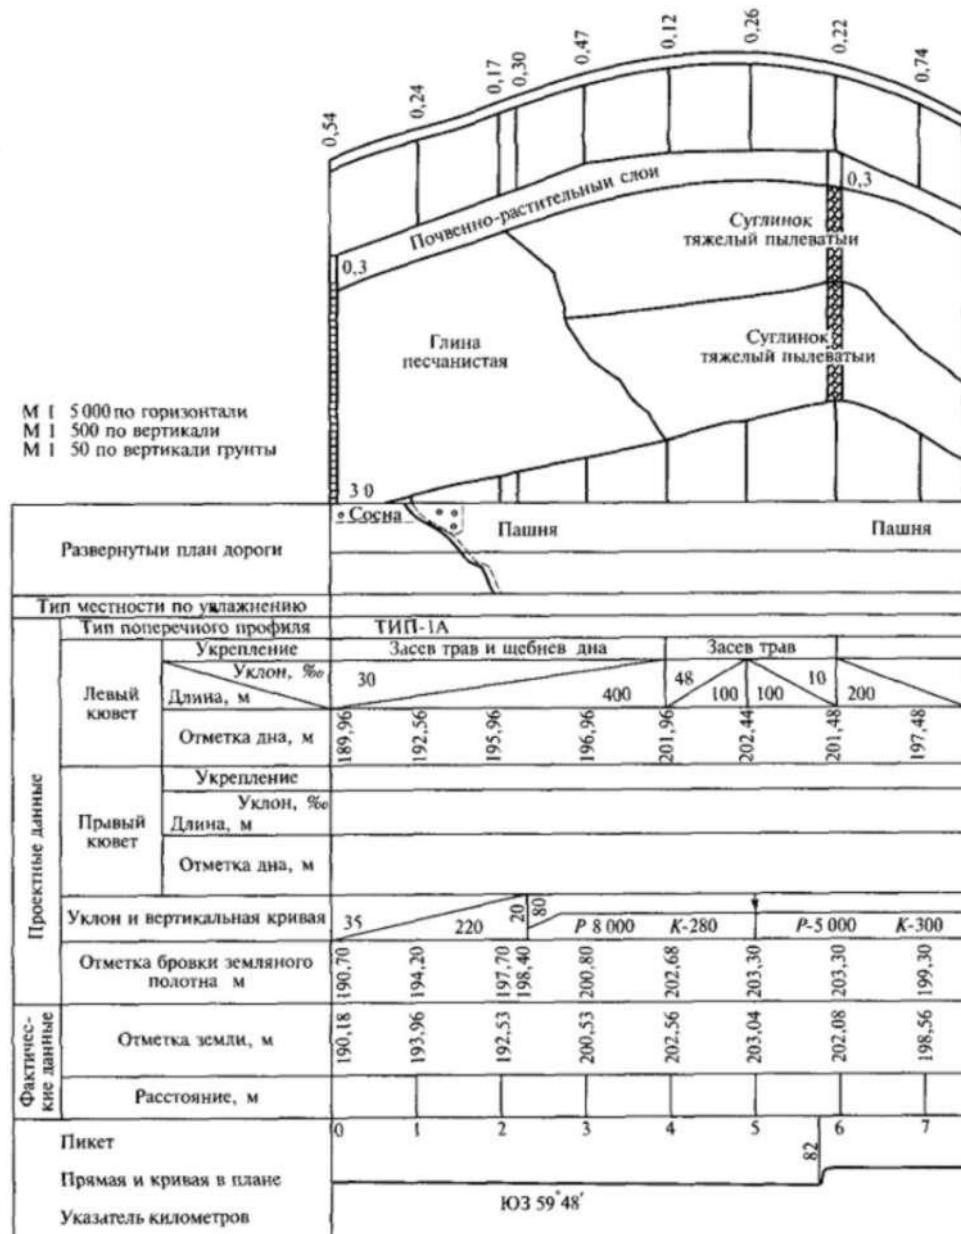 0,54
0,24
0,17
0,30
0,47
0,12
0,26
0,22
0,74
Почвенно-растительный слои
0,3
0,3
Суглинок
тяжелый пылеватыи
Глина
песчанистая
Суглинок
тяжелый пылеватыи
М 1 5 000 по горизонтали
М 1 500 по вертикали
М 1 50 по вертикали грунты
3 0
Развернутыи план дороги
Сосна
Пашня
Пашня
Тип местности по увлажнению
Проектные данные
Тип поперечного профиля
ТИП-1А
Левый кювет
Укрепление
Засев трав и щебнев дна
Засев трав
Уклон, ‰
Длина, м
30
400
48
100
100
10
200
Отметка дна, м
189,96
192,56
195,96
196,96
201,96
202,44
201,48
197,48
Правый кювет
Укрепление
Уклон, ‰
Длина, м
Отметка дна, м
Уклон и вертикальная кривая
35
220
20
80
Р 8 000
К-280
Р-5 000
К-300
Отметка бровки земляного
полотна м
190,70
194,20
197,70
198,40
200,80
202,68
203,30
203,30
199,30
Фактичес-
кие данные
Отметка земли, м
190,18
193,96
192,53
200,53
202,56
203,04
202,08
198,56
Расстояние, м
Пикет
0
1
2
3
4
5
6
7
82
Прямая и кривая в плане
ЮЗ 59°48′
Указатель километров